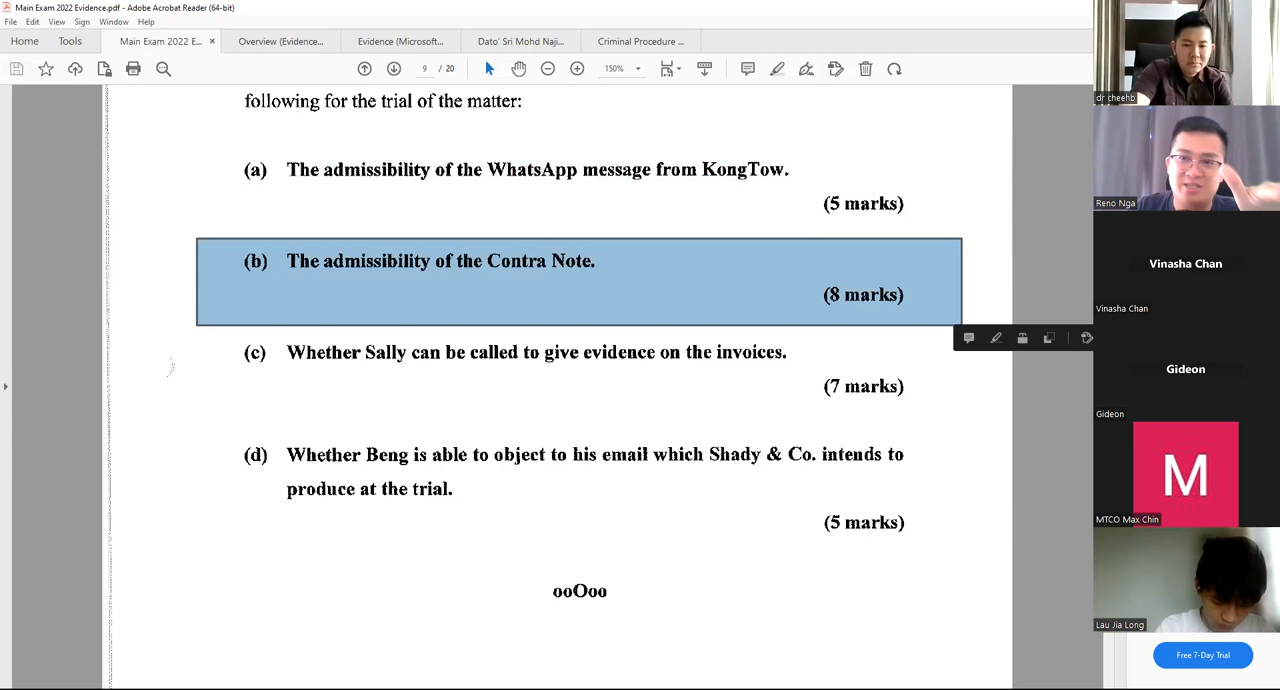 Main Exam 2022 Evidence.pdf - Adobe Acrobat Reader (64-bit)
File Edit View Sign Window Help
Home Tools Main Exam 2022 E... × Overview (Evidence... Evidence (Microsoft... Dato' Sri Mohd Naji... Criminal Procedure ...
9 / 20 150%
following for the trial of the matter:
(a) The admissibility of the WhatsApp message from KongTow.
(5 marks)
(b) The admissibility of the Contra Note.
(8 marks)
(c) Whether Sally can be called to give evidence on the invoices.
(7 marks)
(d) Whether Beng is able to object to his email which Shady & Co. intends to
produce at the trial.
(5 marks)
ooOoo
dr cheehb
Reno Nga
Vinasha Chan
Vinasha Chan
Gideon
Gideon
M
MTCO Max Chin
Lau Jia Long
Free 7-Day Trial